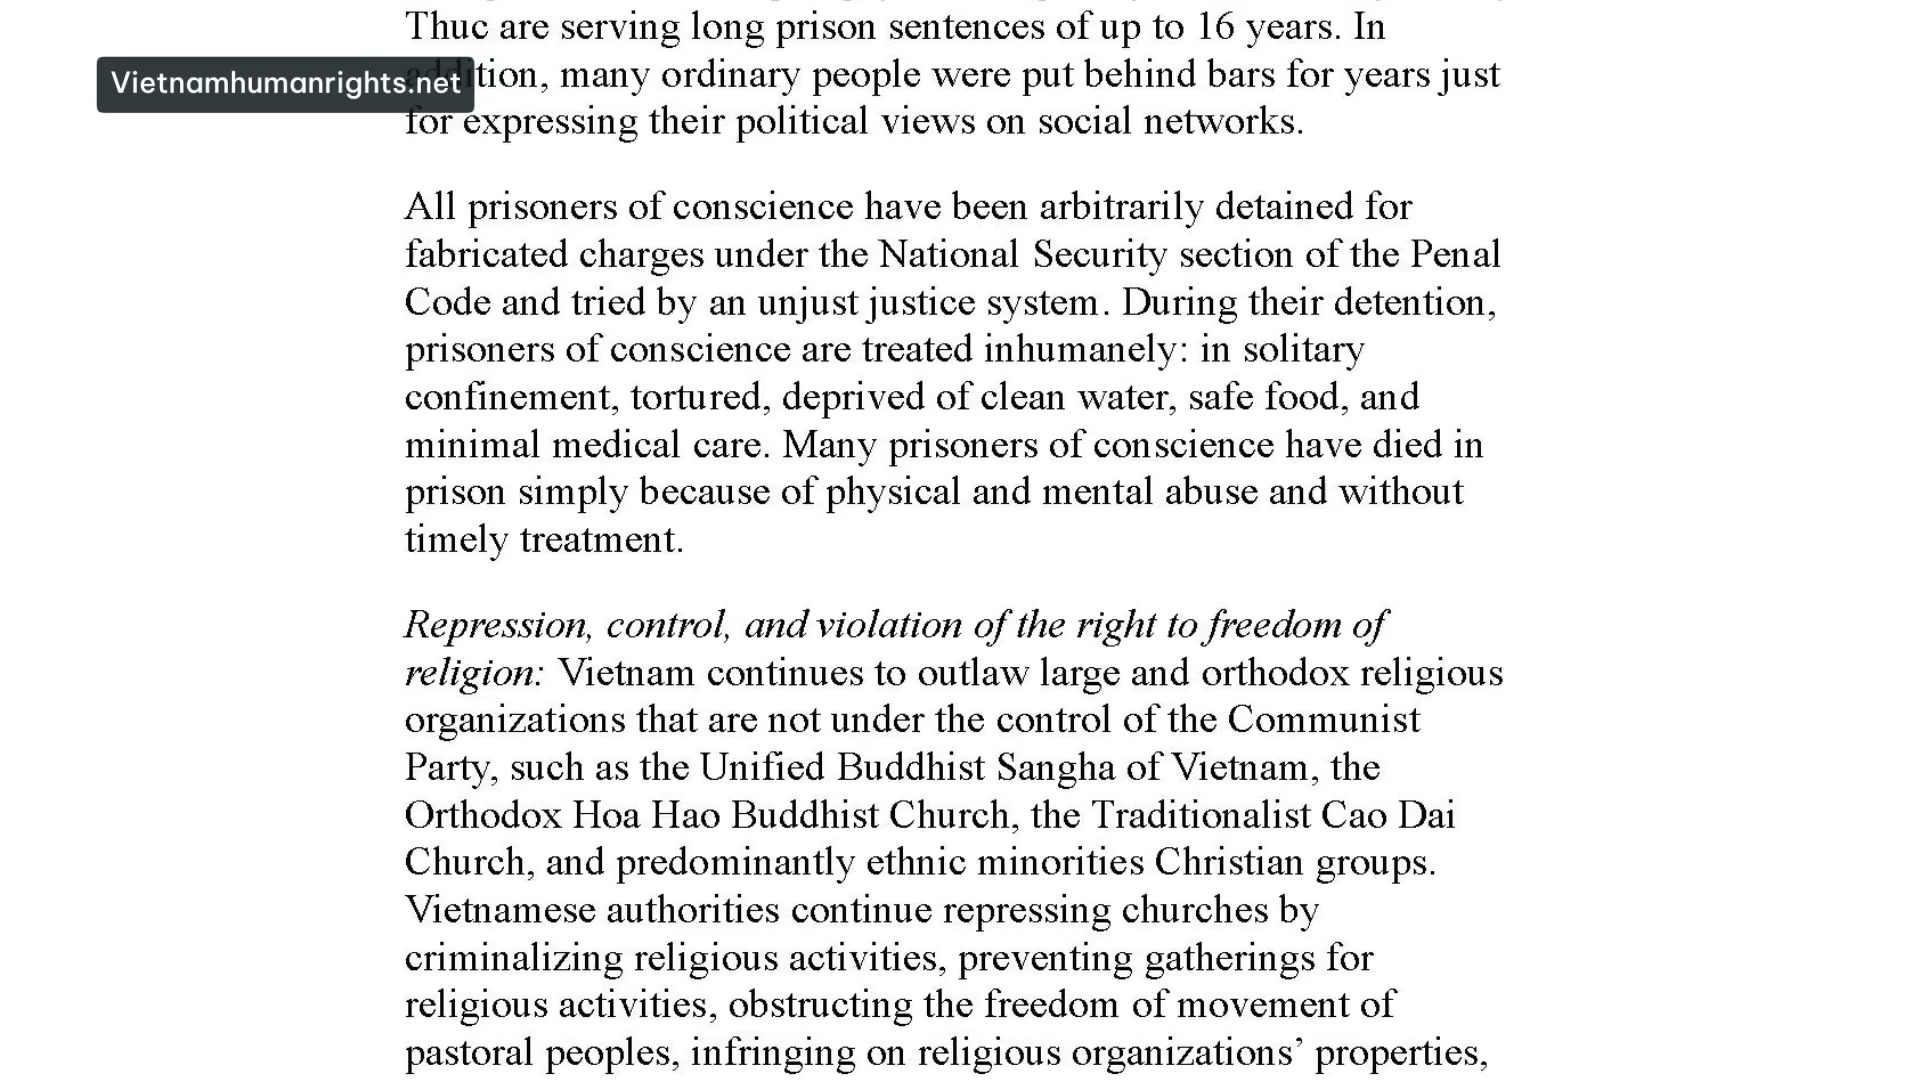 Thuc are serving long prison sentences of up to 16 years. In
Vietnamhumanrights.net
addition, many ordinary people were put behind bars for years just
for expressing their political views on social networks.
All prisoners of conscience have been arbitrarily detained for
fabricated charges under the National Security section of the Penal
Code and tried by an unjust justice system. During their detention,
prisoners of conscience are treated inhumanely: in solitary
confinement, tortured, deprived of clean water, safe food, and
minimal medical care. Many prisoners of conscience have died in
prison simply because of physical and mental abuse and without
timely treatment.
Repression, control, and violation of the right to freedom of
religion: Vietnam continues to outlaw large and orthodox religious
organizations that are not under the control of the Communist
Party, such as the Unified Buddhist Sangha of Vietnam, the
Orthodox Hoa Hao Buddhist Church, the Traditionalist Cao Dai
Church, and predominantly ethnic minorities Christian groups.
Vietnamese authorities continue repressing churches by
criminalizing religious activities, preventing gatherings for
religious activities, obstructing the freedom of movement of
pastoral peoples, infringing on religious organizations’ properties,